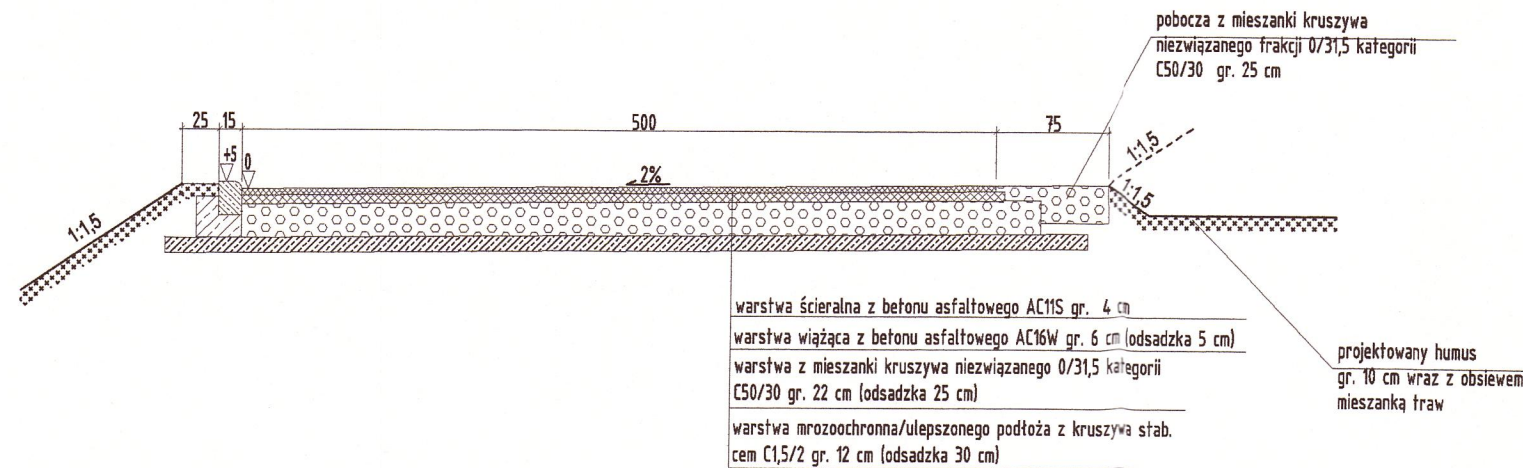 pobocza z mieszanki kruszywa
niezwiązanego frakcji 0/31,5 kategorii
C50/30 gr. 25 cm
25 15 500 75
+5 0
2%
1:1,5
1:1,5
1:1,5
warstwa ścieralna z betonu asfaltowego AC11S gr. 4 cm
warstwa wiążąca z betonu asfaltowego AC16W gr. 6 cm (odsadzka 5 cm)
warstwa z mieszanki kruszywa niezwiązanego 0/31,5 kategorii
C50/30 gr. 22 cm (odsadzka 25 cm)
warstwa mrozoochronna/ulepszonego podłoża z kruszywa stab.
cem C1,5/2 gr. 12 cm (odsadzka 30 cm)
projektowany humus
gr. 10 cm wraz z obsiewem
mieszanką traw